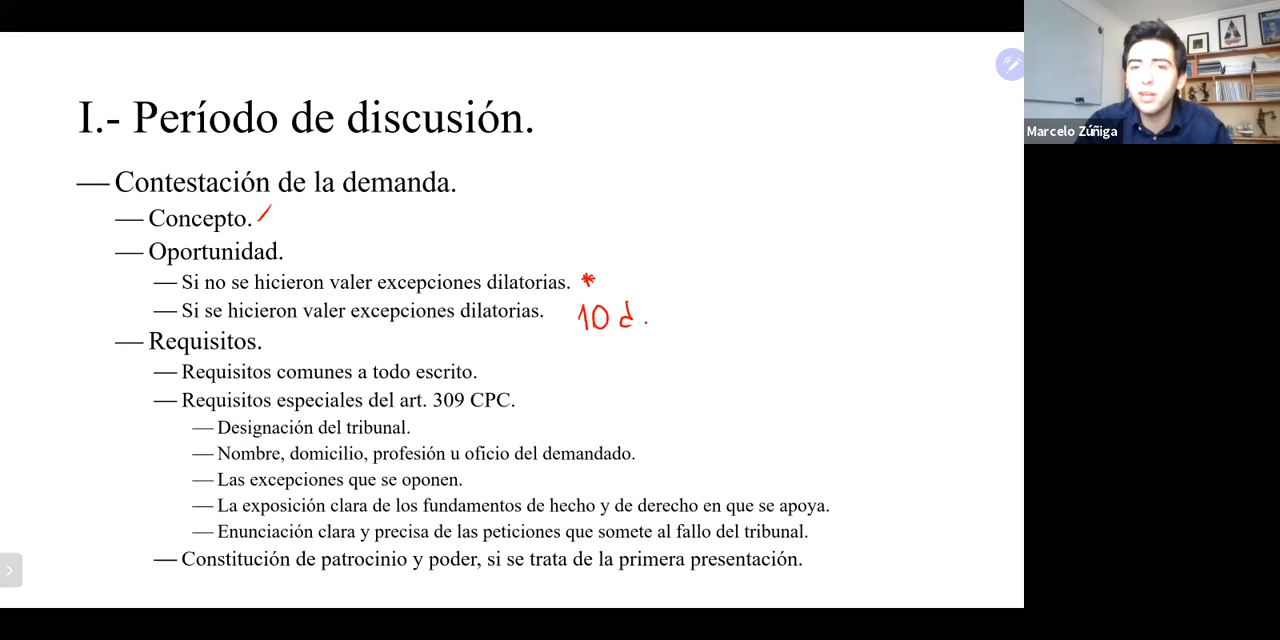 I.- Período de discusión.
— Contestación de la demanda.
— Concepto.
— Oportunidad.
— Si no se hicieron valer excepciones dilatorias. *
— Si se hicieron valer excepciones dilatorias. 10 d.
— Requisitos.
— Requisitos comunes a todo escrito.
— Requisitos especiales del art. 309 CPC.
— Designación del tribunal.
— Nombre, domicilio, profesión u oficio del demandado.
— Las excepciones que se oponen.
— La exposición clara de los fundamentos de hecho y de derecho en que se apoya.
— Enunciación clara y precisa de las peticiones que somete al fallo del tribunal.
— Constitución de patrocinio y poder, si se trata de la primera presentación.
Marcelo Zúñiga